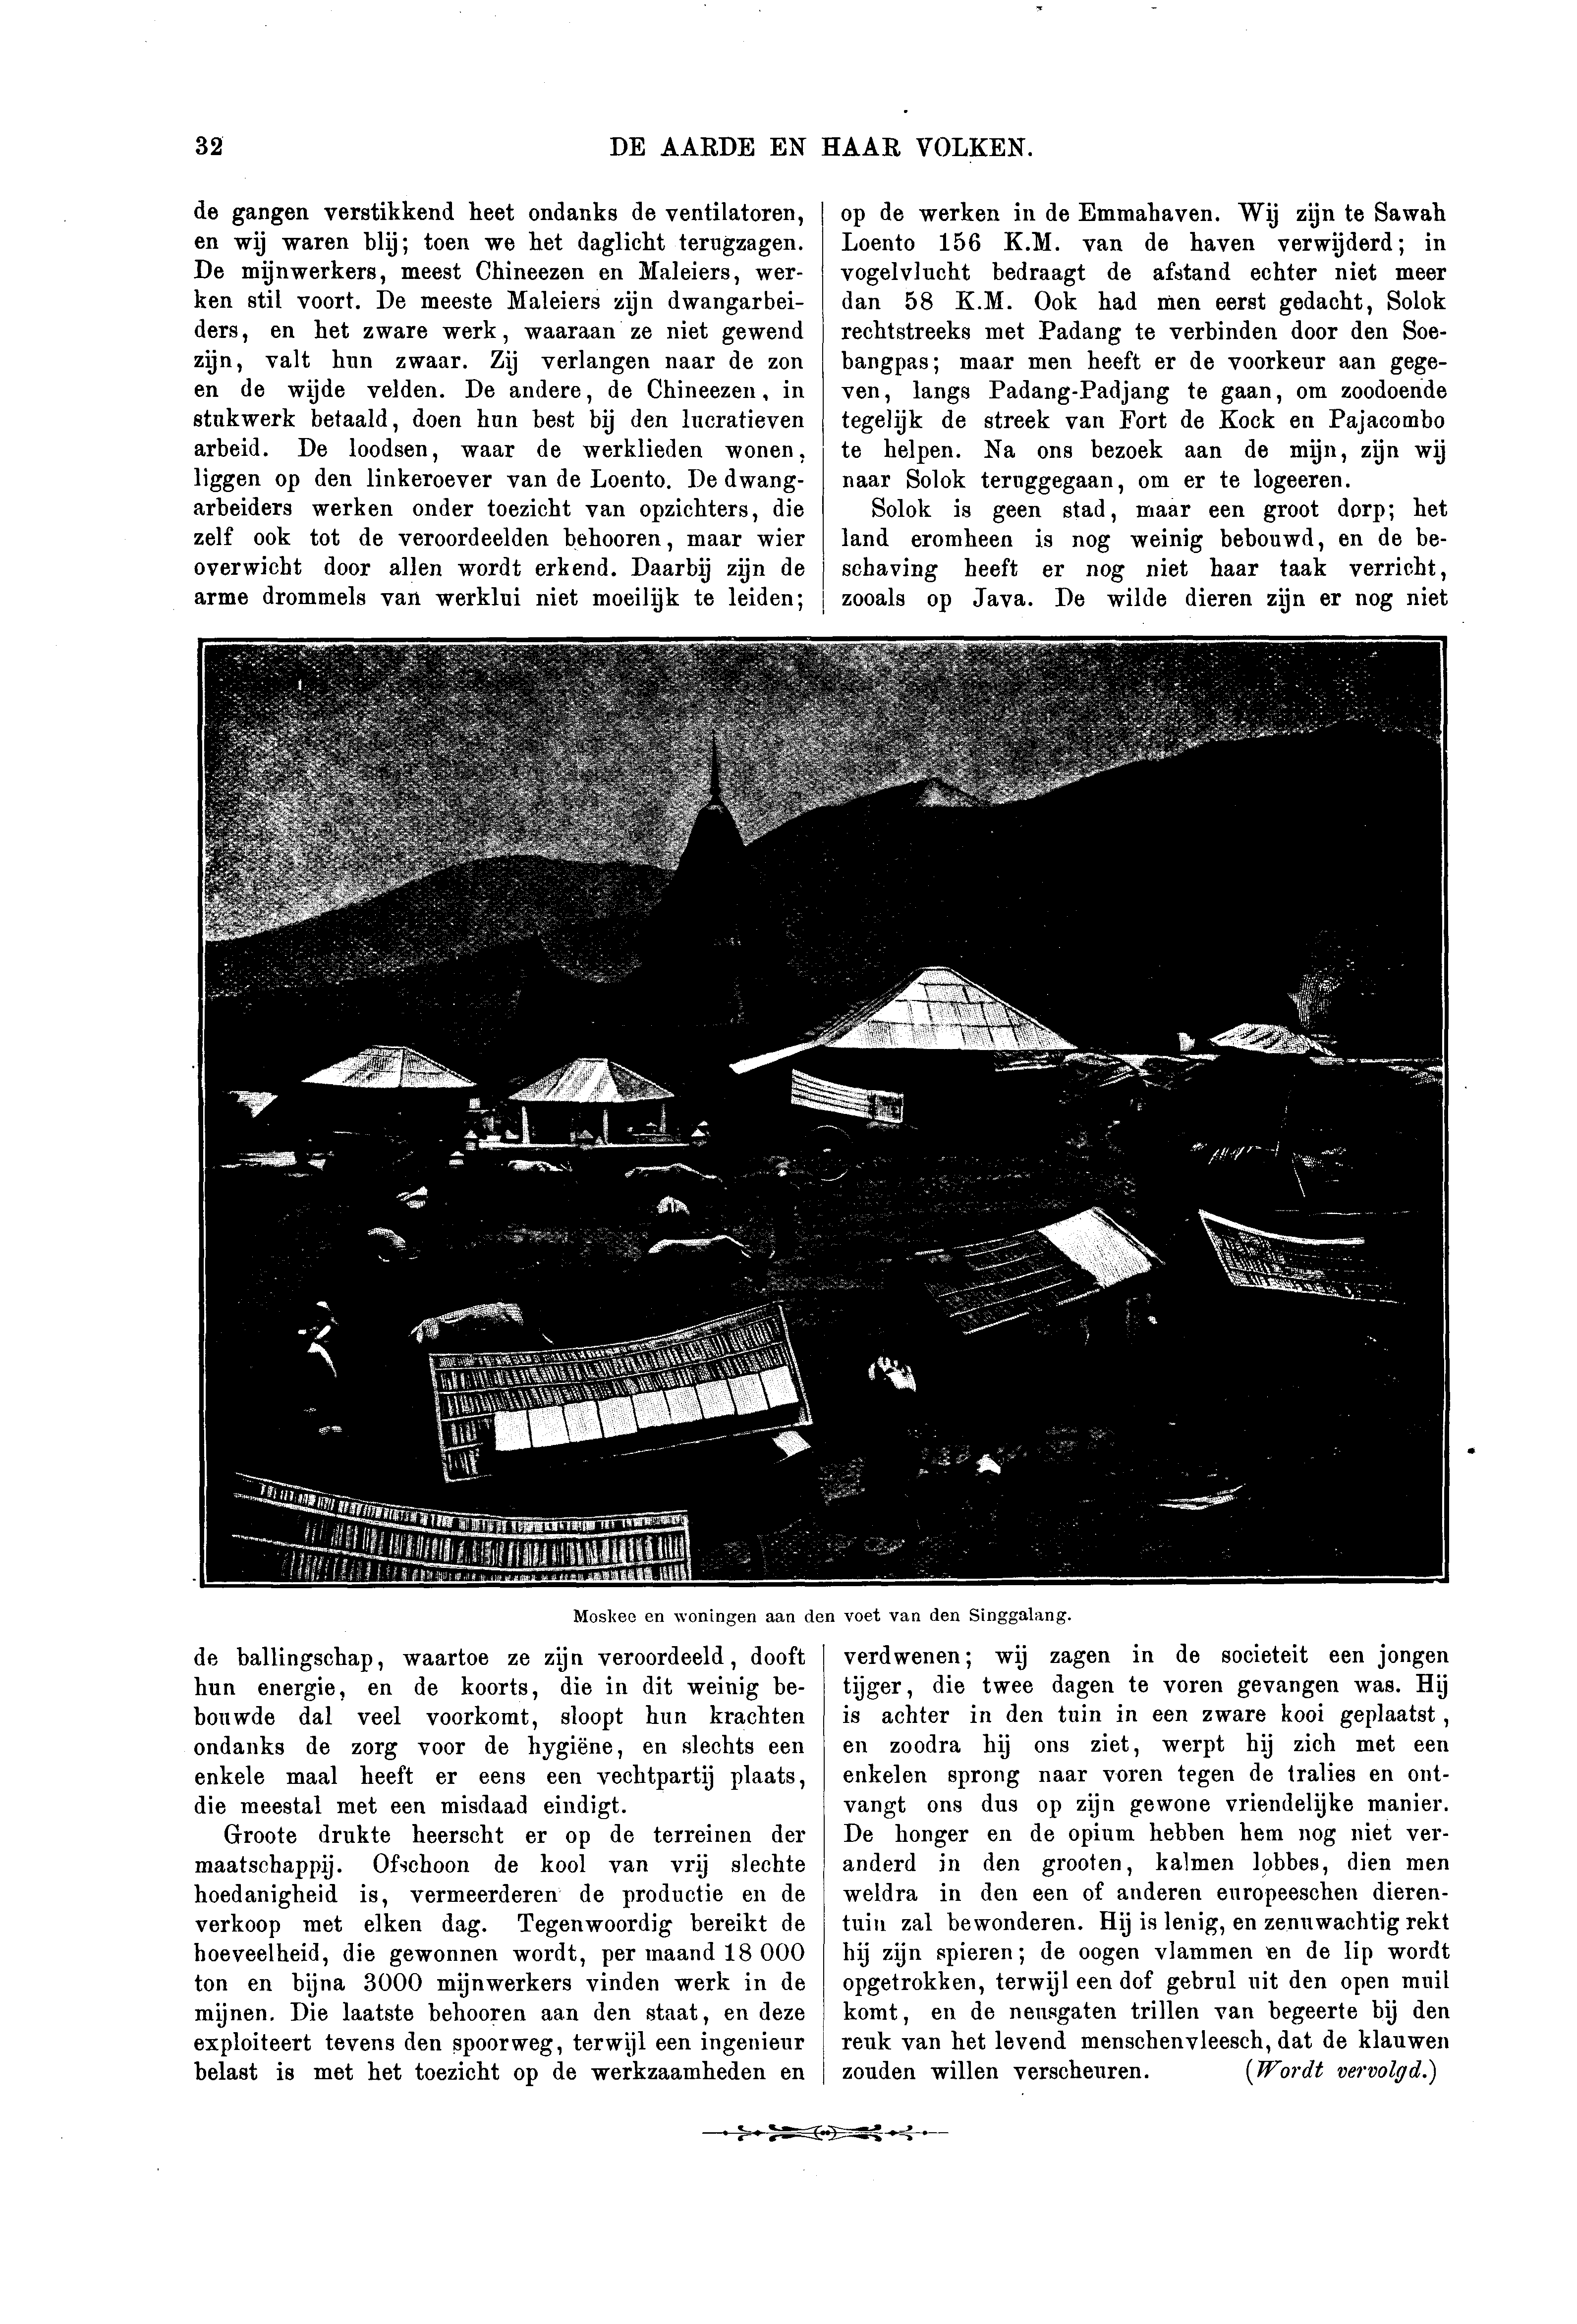 32
DE AARDE EN HAAR VOLKEN.
de gangen verstikkend heet ondanks de ventilatoren,
en wij waren blij; toen we het daglicht terugzagen.
De mijnwerkers, meest Chineezen en Maleiers, wer-
ken stil voort. De meeste Maleiers zijn dwangarbei-
ders, en het zware werk, waaraan ze niet gewend
zijn, valt hun zwaar. Zij verlangen naar de zon
en de wijde velden. De andere, de Chineezen, in
stukwerk betaald, doen hun best bij den lucratieven
arbeid. De loodsen, waar de werklieden wonen,
liggen op den linkeroever van de Loento. De dwang-
arbeiders werken onder toezicht van opzichters, die
zelf ook tot de veroordeelden behooren, maar wier
overwicht door allen wordt erkend. Daarbij zijn de
arme drommels van werklui niet moeilijk te leiden;
op de werken in de Emmahaven. Wij zijn te Sawah
Loento 156 K.M. van de haven verwijderd; in
vogelvlucht bedraagt de afstand echter niet meer
dan 58 K.M. Ook had men eerst gedacht, Solok
rechtstreeks met Padang te verbinden door den Soe-
bangpas; maar men heeft er de voorkeur aan gege-
ven, langs Padang-Padjang te gaan, om zoodoende
tegelijk de streek van Fort de Kock en Pajacombo
te helpen. Na ons bezoek aan de mijn, zijn wij
naar Solok teruggegaan, om er te logeeren.
Solok is geen stad, maar een groot dorp; het
land eromheen is nog weinig bebouwd, en de be-
schaving heeft er nog niet haar taak verricht,
zooals op Java. De wilde dieren zijn er nog niet
Moskee en woningen aan den voet van den Singgalang.
de ballingschap, waartoe ze zijn veroordeeld, dooft
hun energie, en de koorts, die in dit weinig be-
bouwde dal veel voorkomt, sloopt hun krachten
ondanks de zorg voor de hygiëne, en slechts een
enkele maal heeft er eens een vechtpartij plaats,
die meestal met een misdaad eindigt.
Groote drukte heerscht er op de terreinen der
maatschappij. Ofschoon de kool van vrij slechte
hoedanigheid is, vermeerderen de productie en de
verkoop met elken dag. Tegenwoordig bereikt de
hoeveelheid, die gewonnen wordt, per maand 18 000
ton en bijna 3000 mijnwerkers vinden werk in de
mijnen. Die laatste behooren aan den staat, en deze
exploiteert tevens den spoorweg, terwijl een ingenieur
belast is met het toezicht op de werkzaamheden en
verdwenen; wij zagen in de societeit een jongen
tijger, die twee dagen te voren gevangen was. Hij
is achter in den tuin in een zware kooi geplaatst,
en zoodra hij ons ziet, werpt hij zich met een
enkelen sprong naar voren tegen de tralies en ont-
vangt ons dus op zijn gewone vriendelijke manier.
De honger en de opium hebben hem nog niet ver-
anderd in den grooten, kalmen lobbes, dien men
weldra in den een of anderen europeeschen dieren-
tuin zal bewonderen. Hij is lenig, en zenuwachtig rekt
hij zijn spieren; de oogen vlammen en de lip wordt
opgetrokken, terwijl een dof gebrul uit den open muil
komt, en de neusgaten trillen van begeerte bij den
reuk van het levend menschenvleesch, dat de klauwen
zouden willen verscheuren. (Wordt vervolgd.)